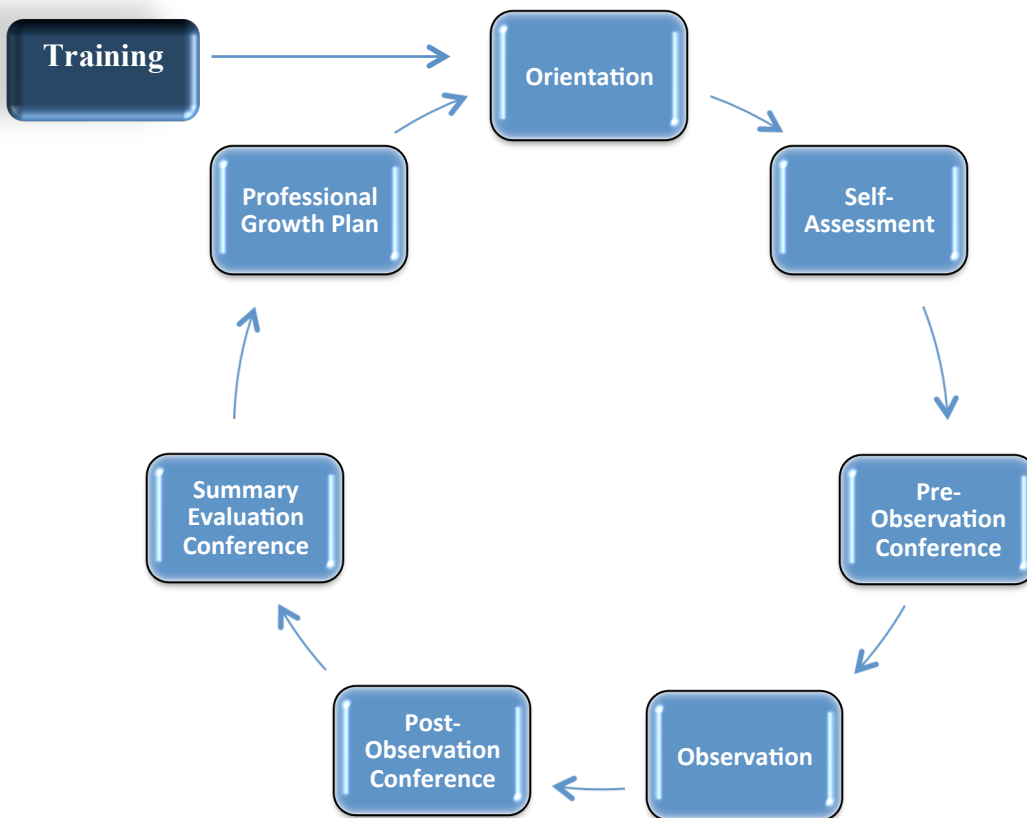 Training
Orientation
Self-
Assessment
Pre-
Observation
Conference
Observation
Post-
Observation
Conference
Summary
Evaluation
Conference
Professional
Growth Plan